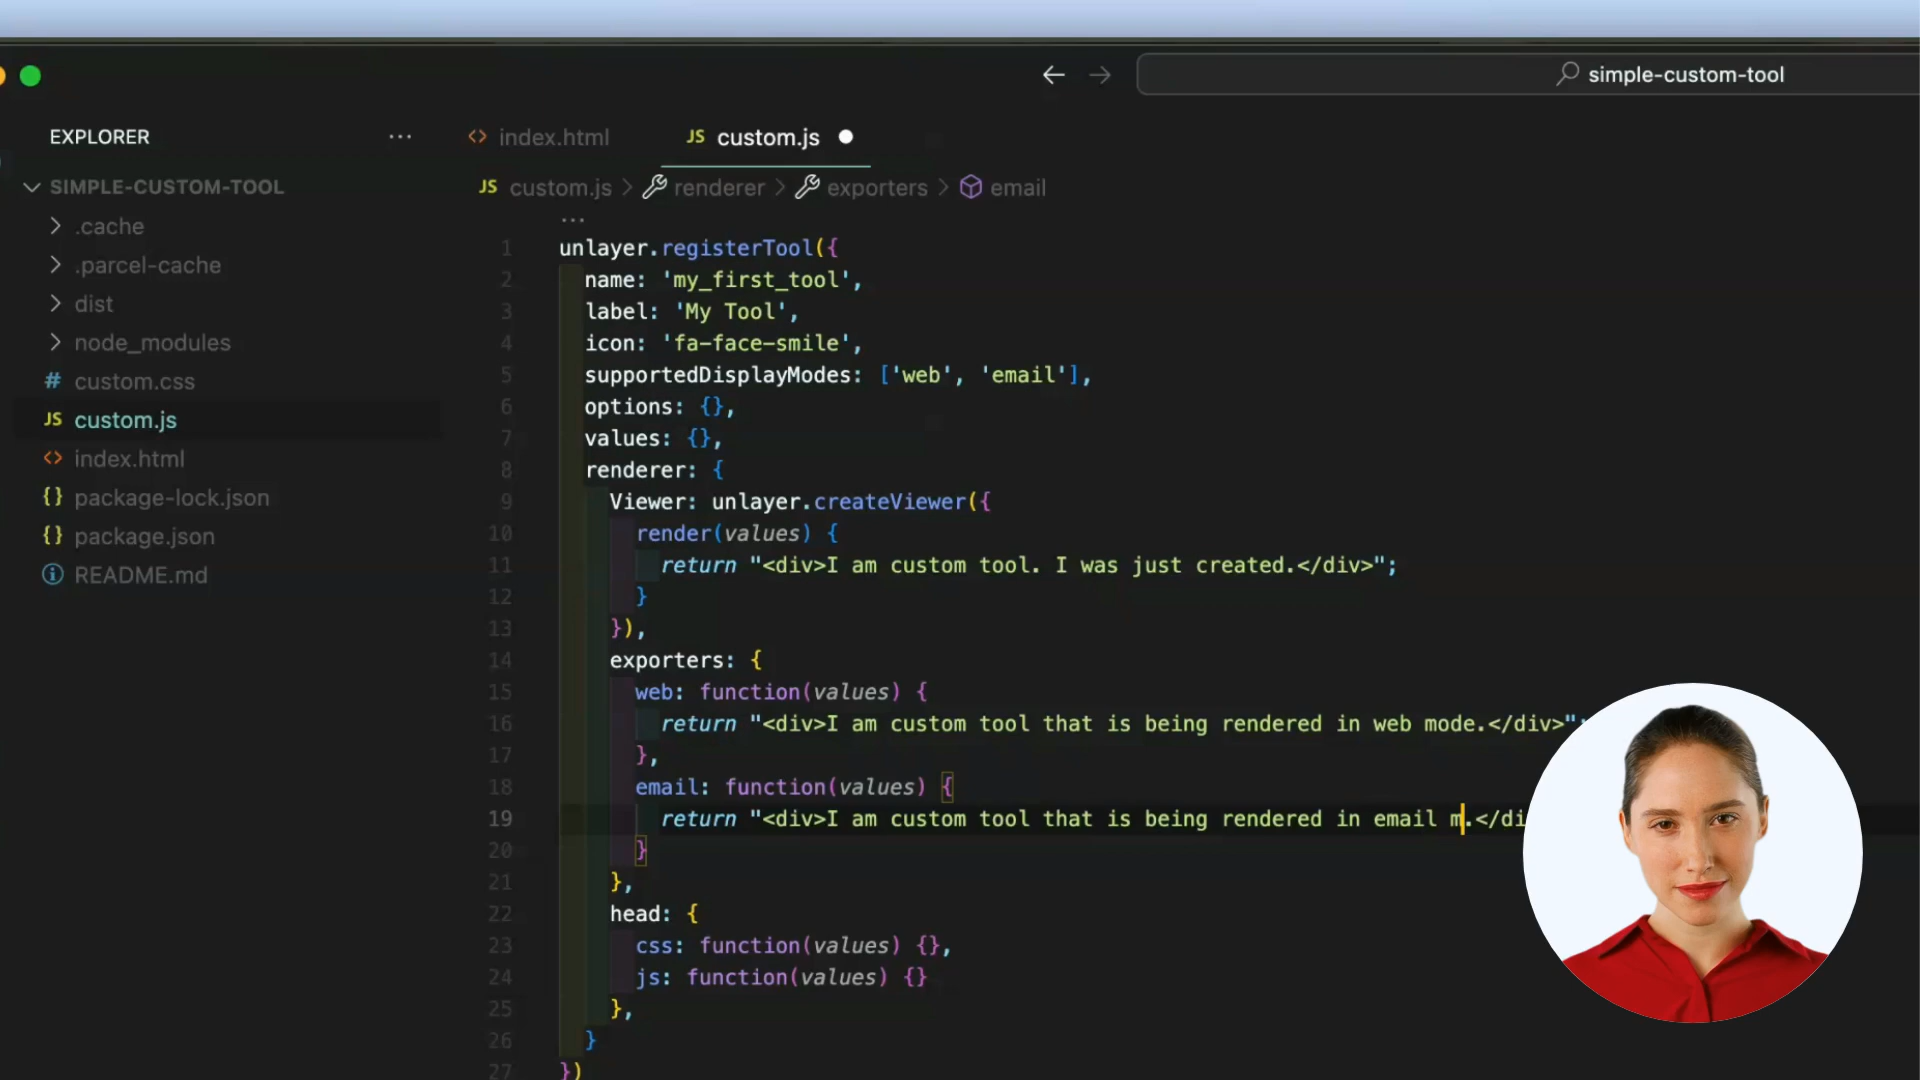 simple-custom-tool
EXPLORER
...
SIMPLE-CUSTOM-TOOL
.cache
.parcel-cache
dist
node_modules
# custom.css
JS custom.js
<> index.html
{} package-lock.json
{} package.json
README.md
<> index.html
JS custom.js
JS custom.js > renderer > exporters > email
...
1 unlayer.registerTool({
2 name: 'my_first_tool',
3 label: 'My Tool',
4 icon: 'fa-face-smile',
5 supportedDisplayModes: ['web', 'email'],
6 options: {},
7 values: {},
8 renderer: {
9 Viewer: unlayer.createViewer({
10 render(values) {
11 return "<div>I am custom tool. I was just created.</div>";
12 }
13 }),
14 exporters: {
15 web: function(values) {
16 return "<div>I am custom tool that is being rendered in web mode.</div>";
17 },
18 email: function(values) {
19 return "<div>I am custom tool that is being rendered in email m.</di
20 }
21 },
22 head: {
23 css: function(values) {},
24 js: function(values) {}
25 },
26 }
27 })